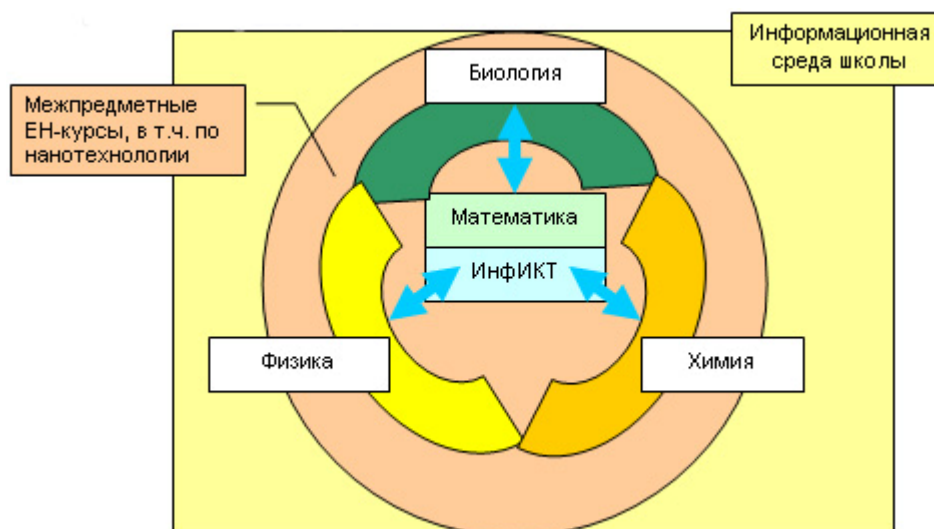 Информационная
среда школы
Биология
Межпредметные
ЕН-курсы, в т.ч. по
нанотехнологии
Математика
ИнфИКТ
Физика
Химия